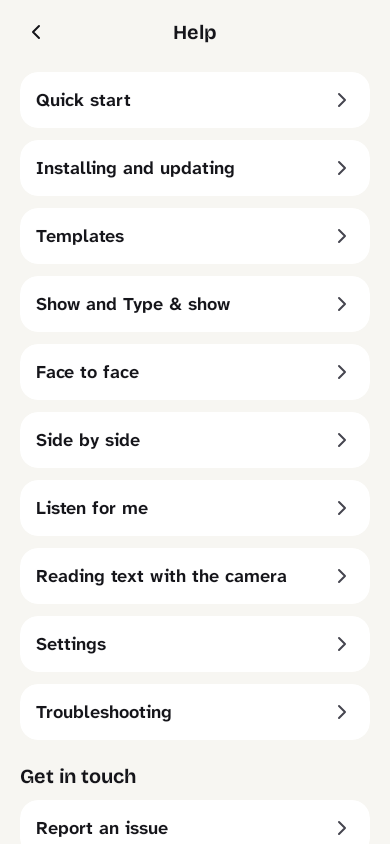 Help
Quick start
Installing and updating
Templates
Show and Type & show
Face to face
Side by side
Listen for me
Reading text with the camera
Settings
Troubleshooting
Get in touch
Report an issue